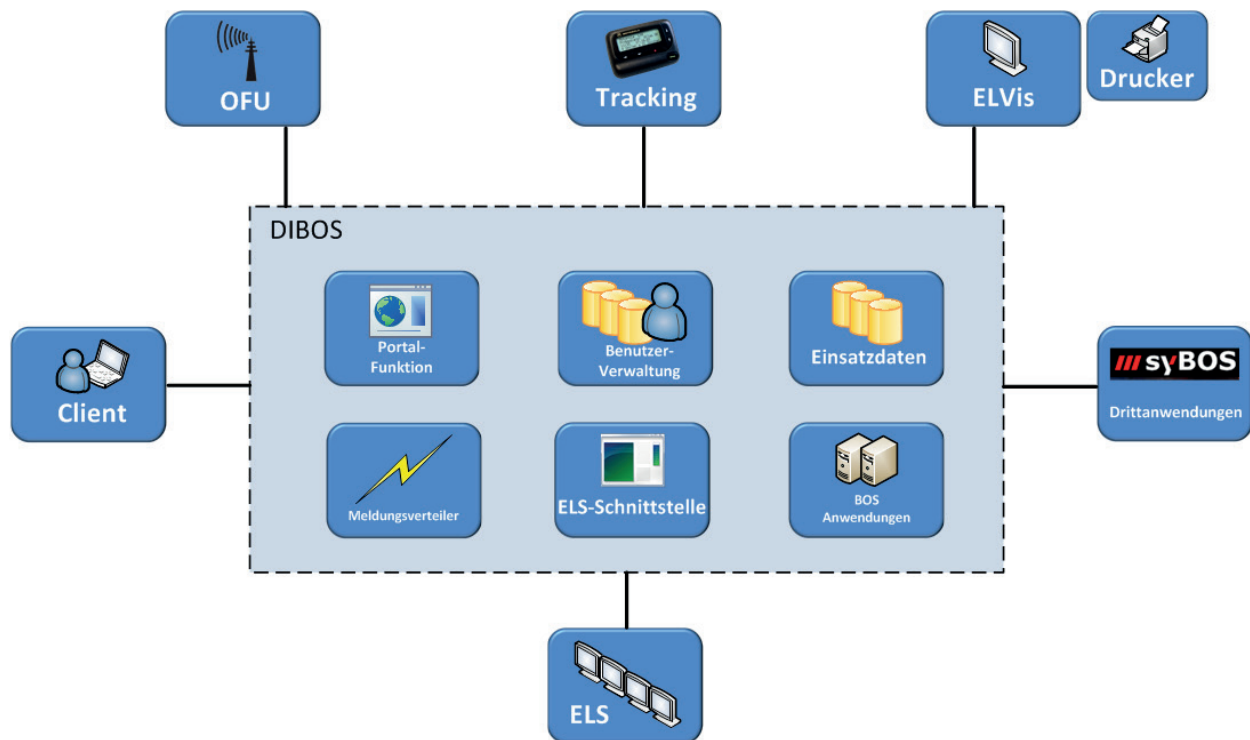 OFU
Tracking
ELVis
Drucker
DIBOS
Portal-
Funktion
Benutzer-
Verwaltung
Einsatzdaten
Client
syBOS
Drittanwendungen
Meldungsverteiler
ELS-Schnittstelle
BOS
Anwendungen
ELS